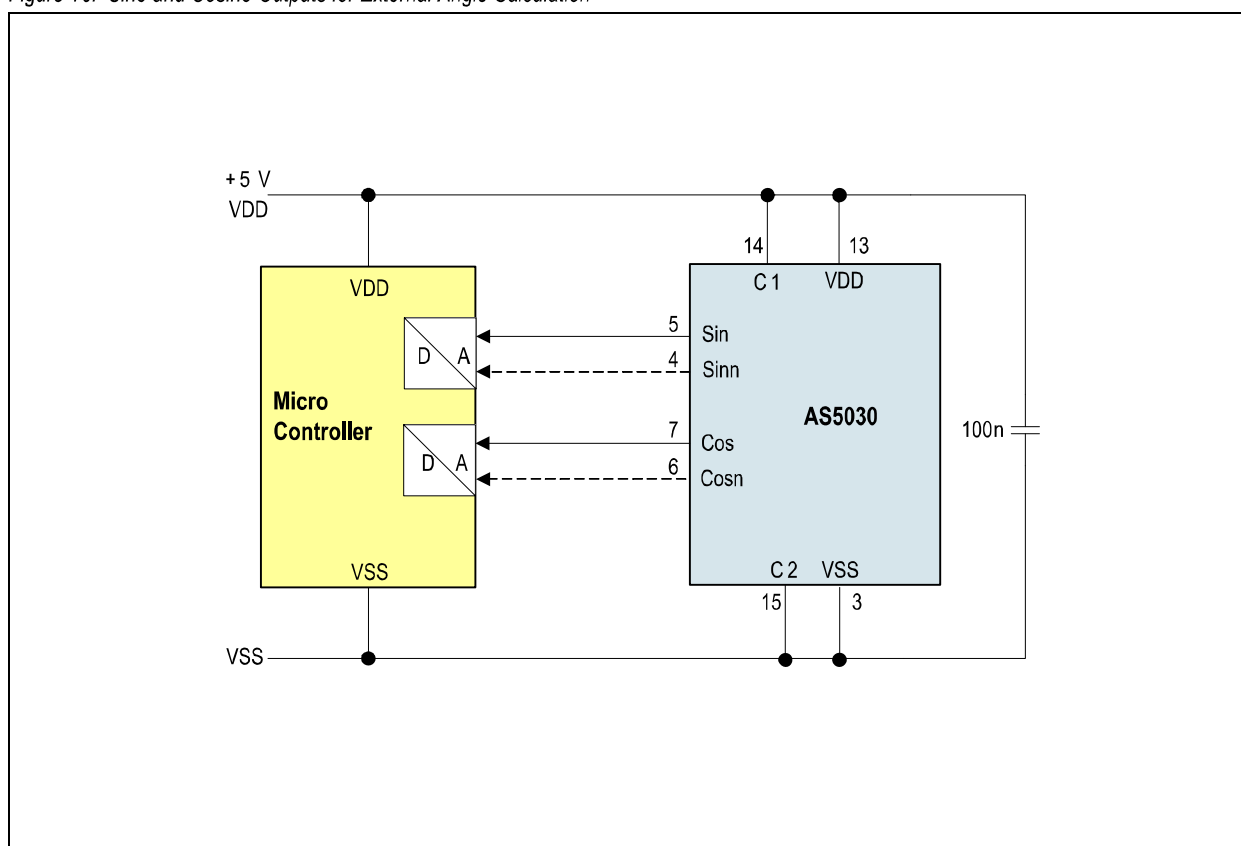 +5 V
VDD
14
13
VDD
C1
VDD
D
A
5
Sin
4
Sinn
Micro
Controller
AS5030
100n
D
A
7
Cos
6
Cosn
VSS
C2
VSS
15
3
VSS